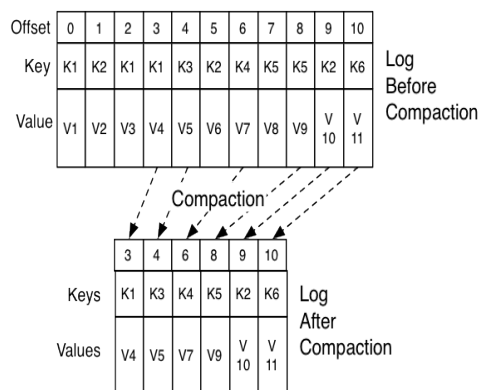 Offset 0 1 2 3 4 5 6 7 8 9 10
Key K1 K2 K1 K1 K3 K2 K4 K5 K5 K2 K6
Log
Before
Compaction
Value V1 V2 V3 V4 V5 V6 V7 V8 V9 V 10 V 11
Compaction
3 4 6 8 9 10
Keys K1 K3 K4 K5 K2 K6
Log
After
Compaction
Values V4 V5 V7 V9 V 10 V 11